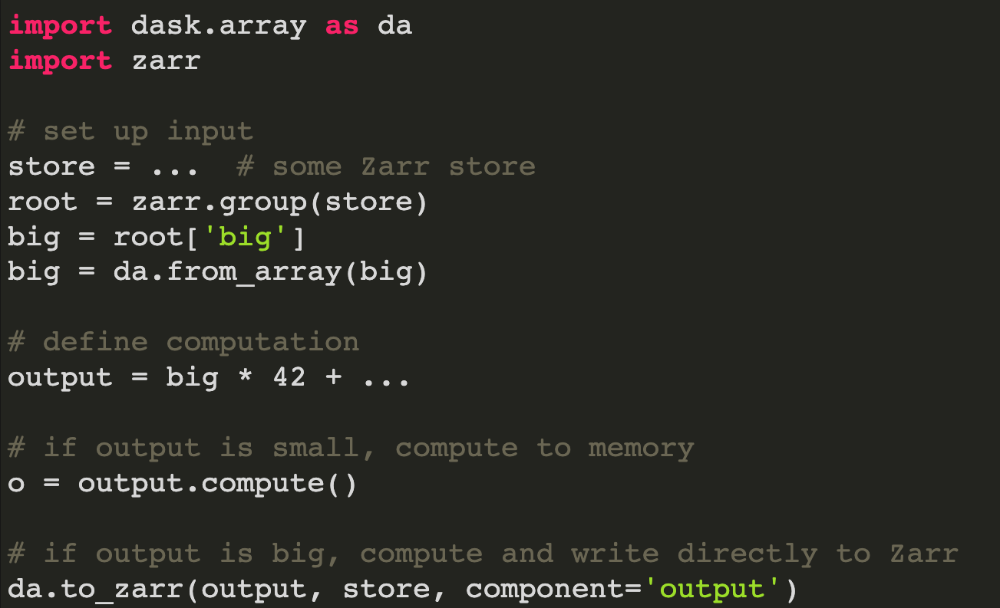 import dask.array as da
import zarr
# set up input
store = ...  # some Zarr store
root = zarr.group(store)
big = root['big']
big = da.from_array(big)
# define computation
output = big * 42 + ...
# if output is small, compute to memory
o = output.compute()
# if output is big, compute and write directly to Zarr
da.to_zarr(output, store, component='output')